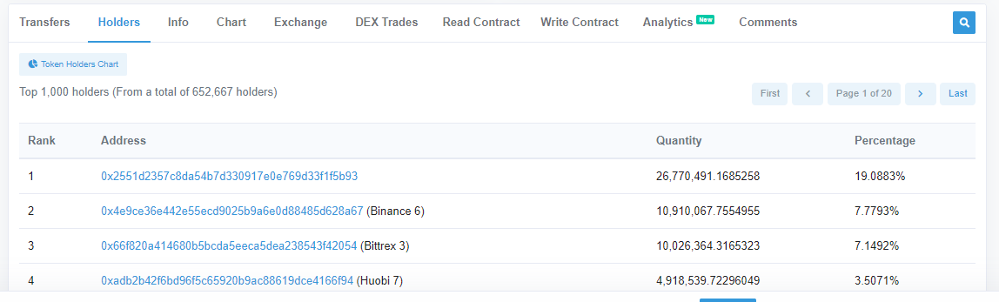 Transfers Holders Info Chart Exchange DEX Trades Read Contract Write Contract Analytics New Comments
Token Holders Chart
Top 1,000 holders (From a total of 652,667 holders)
First Page 1 of 20 Last
Rank Address Quantity Percentage
1 0x2551d2357c8da54b7d330917e0e769d33f1f5b93 26,770,491.1685258 19.0883%
2 0x4e9ce36e442e55ecd9025b9a6e0d88485d628a67 (Binance 6) 10,910,067.7554955 7.7793%
3 0x66f820a414680b5bcda5eeca5dea238543f42054 (Bittrex 3) 10,026,364.3165323 7.1492%
4 0xadb2b42f6bd96f5c65920b9ac88619dce4166f94 (Huobi 7) 4,918,539.72296049 3.5071%